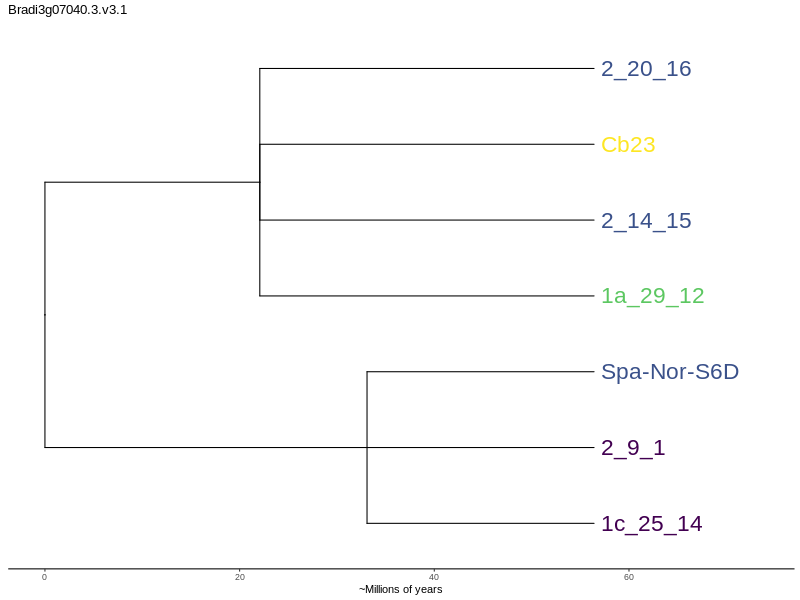 Bradi3g07040.3.v3.1
2_20_16
Cb23
2_14_15
1a_29_12
Spa-Nor-S6D
2_9_1
1c_25_14
0 20 40 60
~Millions of years